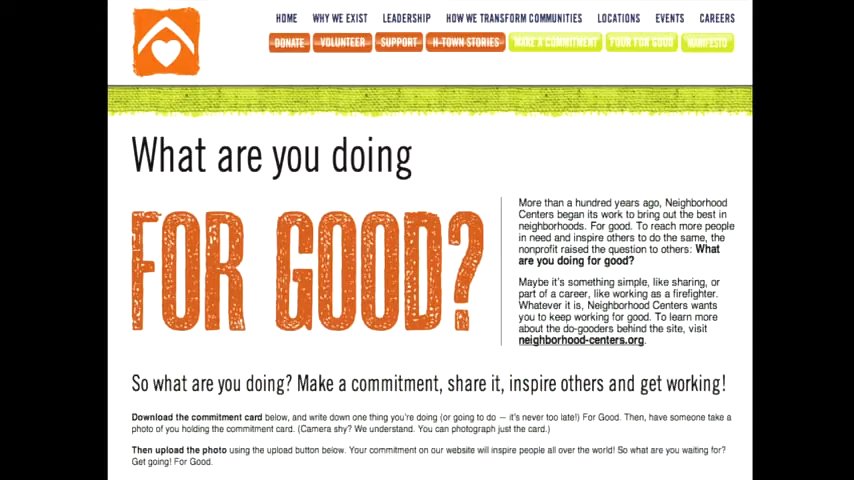 HOME WHY WE EXIST LEADERSHIP HOW WE TRANSFORM COMMUNITIES LOCATIONS EVENTS CAREERS
DONATE VOLUNTEER SUPPORT H-TOWN STORIES MAKE A COMMITMENT FOUR FOR GOOD MANIFESTO
What are you doing
FOR GOOD?
More than a hundred years ago, Neighborhood
Centers began its work to bring out the best in
neighborhoods. For good. To reach more people
in need and inspire others to do the same, the
nonprofit raised the question to others: What
are you doing for good?
Maybe it's something simple, like sharing, or
part of a career, like working as a firefighter.
Whatever it is, Neighborhood Centers wants
you to keep working for good. To learn more
about the do-gooders behind the site, visit
neighborhood-centers.org.
So what are you doing? Make a commitment, share it, inspire others and get working!
Download the commitment card below, and write down one thing you're doing (or going to do — it's never too late!) For Good. Then, have someone take a
photo of you holding the commitment card. (Camera shy? We understand. You can photograph just the card.)
Then upload the photo using the upload button below. Your commitment on our website will inspire people all over the world! So what are you waiting for?
Get going! For Good.